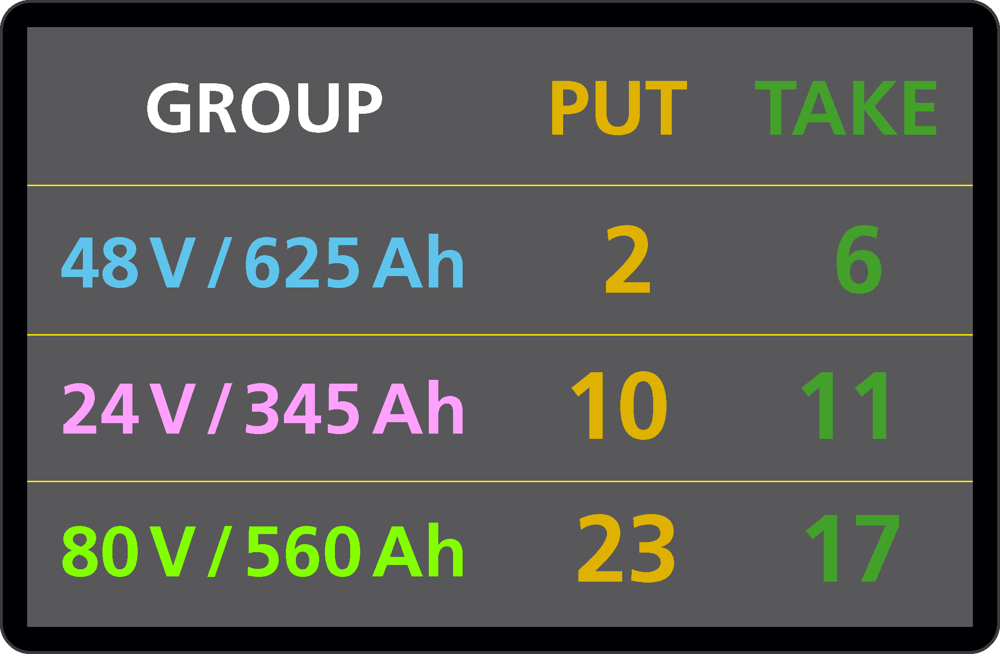 GROUP PUT TAKE
48 V / 625 Ah 2 6
24 V / 345 Ah 10 11
80 V / 560 Ah 23 17